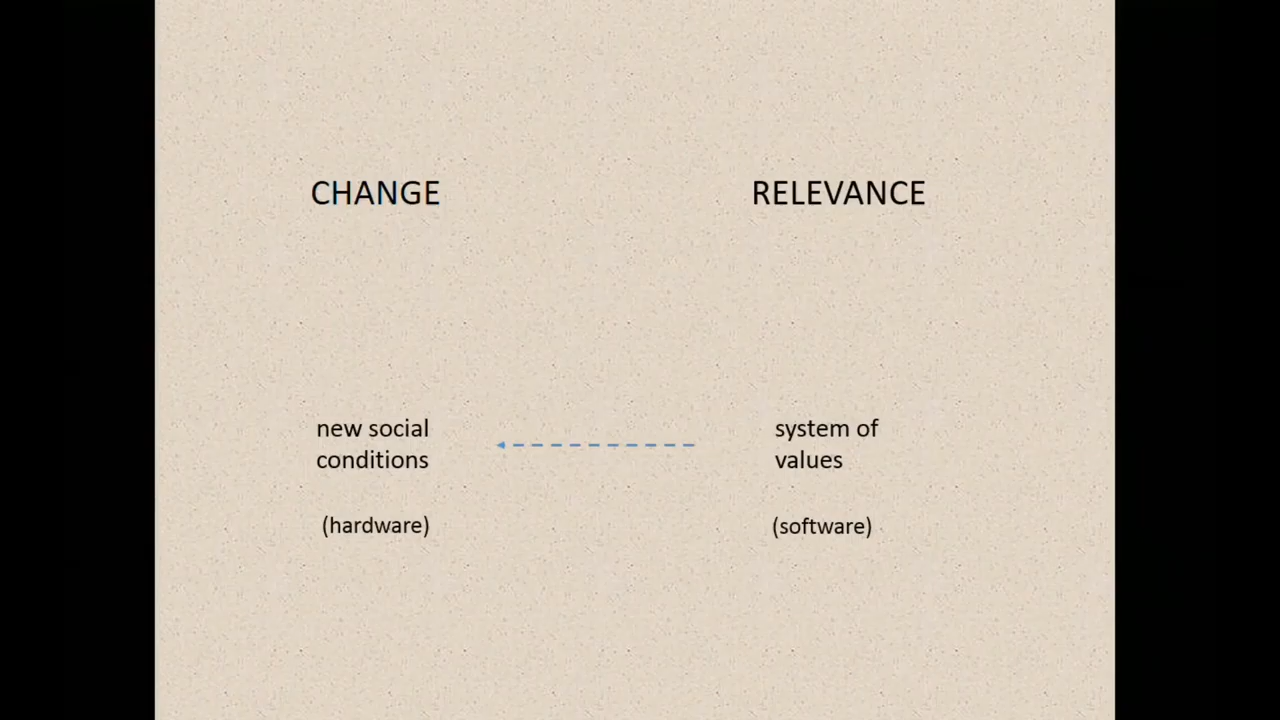 CHANGE
RELEVANCE
new social
conditions
(hardware)
system of
values
(software)